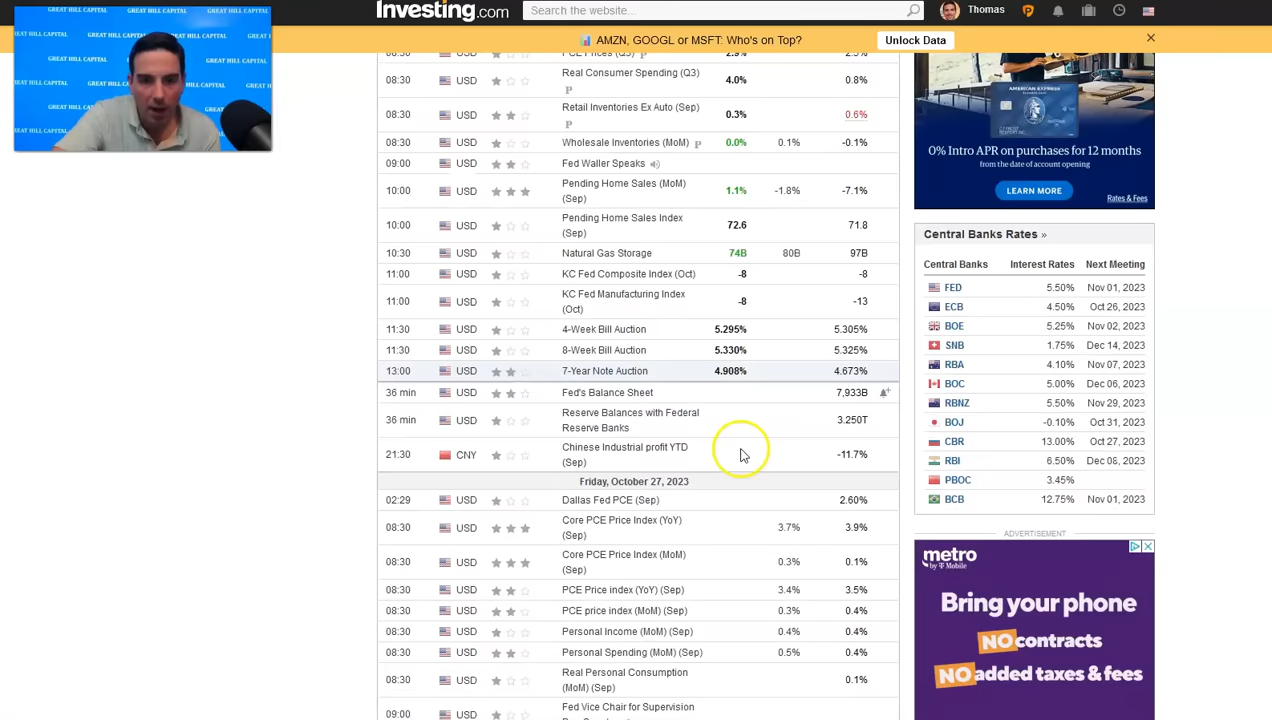 Investing.com
Search the website...
Thomas
AMZN, GOOGL or MSFT: Who's on Top?
Unlock Data
GREAT HILL CAPITAL
08:30 USD PCE Prices (Q3) 2.9% 2.5%
08:30 USD Real Consumer Spending (Q3) P 4.0% 0.8%
08:30 USD Retail Inventories Ex Auto (Sep) P 0.3% 0.6%
08:30 USD Wholesale Inventories (MoM) P 0.0% 0.1% -0.1%
09:00 USD Fed Waller Speaks
10:00 USD Pending Home Sales (MoM) (Sep) 1.1% -1.8% -7.1%
10:00 USD Pending Home Sales Index (Sep) 72.6 71.8
10:30 USD Natural Gas Storage 74B 80B 97B
11:00 USD KC Fed Composite Index (Oct) -8 -8
11:00 USD KC Fed Manufacturing Index (Oct) -8 -13
11:30 USD 4-Week Bill Auction 5.295% 5.305%
11:30 USD 8-Week Bill Auction 5.330% 5.325%
13:00 USD 7-Year Note Auction 4.908% 4.673%
36 min USD Fed's Balance Sheet 7,933B
36 min USD Reserve Balances with Federal Reserve Banks 3.250T
21:30 CNY Chinese Industrial profit YTD (Sep) -11.7%
Friday, October 27, 2023
02:29 USD Dallas Fed PCE (Sep) 2.60%
08:30 USD Core PCE Price Index (YoY) (Sep) 3.7% 3.9%
08:30 USD Core PCE Price Index (MoM) (Sep) 0.3% 0.1%
08:30 USD PCE Price index (YoY) (Sep) 3.4% 3.5%
08:30 USD PCE price index (MoM) (Sep) 0.3% 0.4%
08:30 USD Personal Income (MoM) (Sep) 0.4% 0.4%
08:30 USD Personal Spending (MoM) (Sep) 0.5% 0.4%
08:30 USD Real Personal Consumption (MoM) (Sep) 0.1%
09:00 USD Fed Vice Chair for Supervision
AMERICAN EXPRESS
0% Intro APR on purchases for 12 months
from the date of account opening
LEARN MORE
Rates & Fees
Central Banks Rates »
Central Banks Interest Rates Next Meeting
FED 5.50% Nov 01, 2023
ECB 4.50% Oct 26, 2023
BOE 5.25% Nov 02, 2023
SNB 1.75% Dec 14, 2023
RBA 4.10% Nov 07, 2023
BOC 5.00% Dec 06, 2023
RBNZ 5.50% Nov 29, 2023
BOJ -0.10% Oct 31, 2023
CBR 13.00% Oct 27, 2023
RBI 6.50% Dec 08, 2023
PBOC 3.45%
BCB 12.75% Nov 01, 2023
ADVERTISEMENT
metro
by T Mobile
Bring your phone
NO contracts
NO added taxes & fees